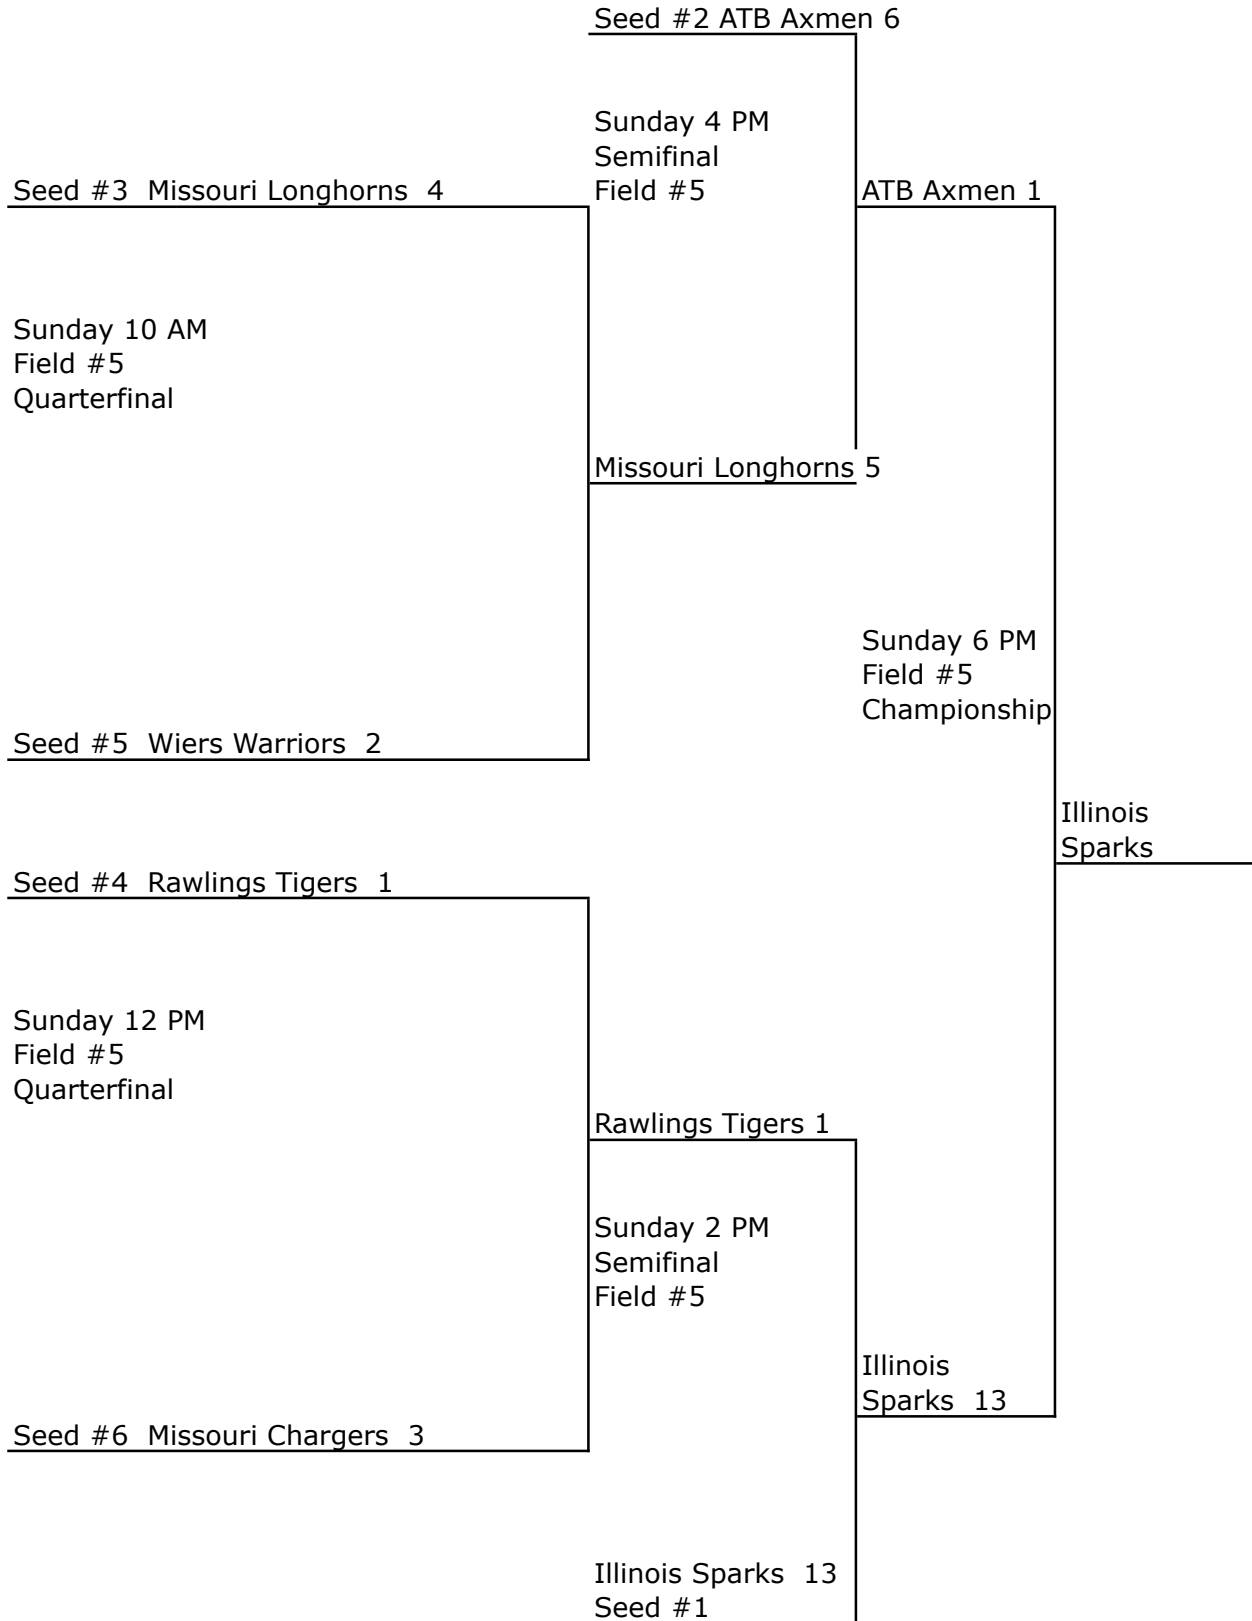 Seed #2 ATB Axmen 6
Sunday 4 PM
Semifinal
Field #5
Seed #3  Missouri Longhorns  4
ATB Axmen 1
Sunday 10 AM
Field #5
Quarterfinal
Missouri Longhorns 5
Sunday 6 PM
Field #5
Championship
Seed #5  Wiers Warriors  2
Illinois
Sparks
Seed #4  Rawlings Tigers  1
Sunday 12 PM
Field #5
Quarterfinal
Rawlings Tigers 1
Sunday 2 PM
Semifinal
Field #5
Illinois
Sparks  13
Seed #6  Missouri Chargers  3
Illinois Sparks  13
Seed #1